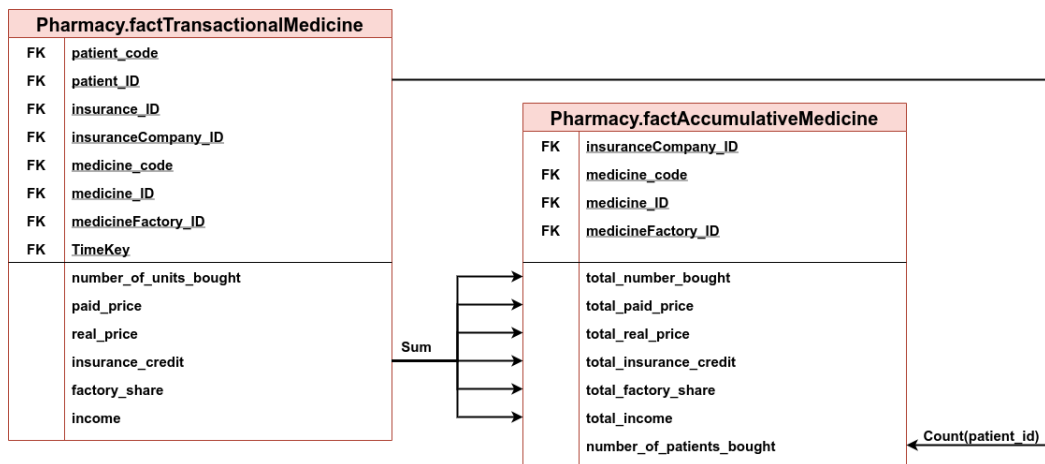 Pharmacy.factTransactionalMedicine
FK patient_code
FK patient_ID
FK insurance_ID
FK insuranceCompany_ID
FK medicine_code
FK medicine_ID
FK medicineFactory_ID
FK TimeKey
number_of_units_bought
paid_price
real_price
insurance_credit
factory_share
income
Sum
Pharmacy.factAccumulativeMedicine
FK insuranceCompany_ID
FK medicine_code
FK medicine_ID
FK medicineFactory_ID
total_number_bought
total_paid_price
total_real_price
total_insurance_credit
total_factory_share
total_income
number_of_patients_bought
Count(patient_id)